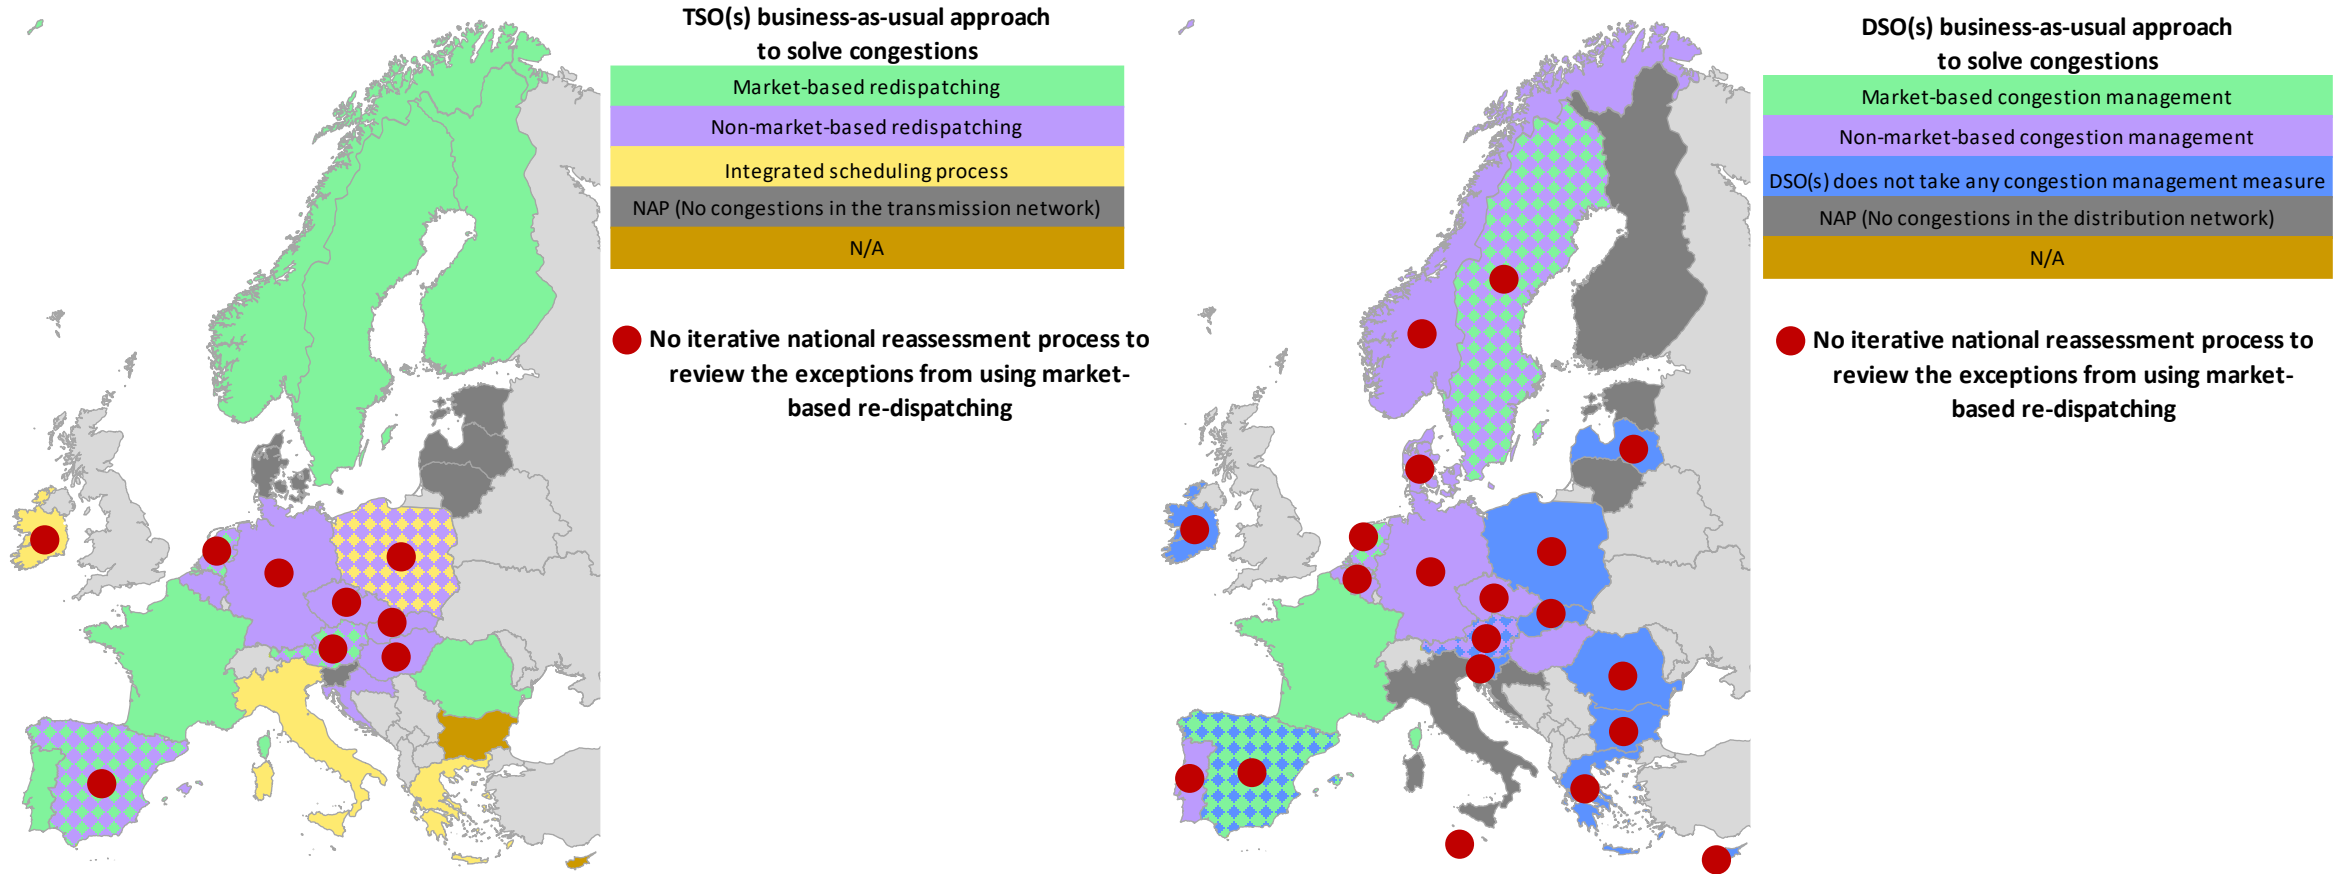 TSO(s) business-as-usual approach
to solve congestions
Market-based redispatching
Non-market-based redispatching
Integrated scheduling process
NAP (No congestions in the transmission network)
N/A
No iterative national reassessment process to
review the exceptions from using market-
based re-dispatching
DSO(s) business-as-usual approach
to solve congestions
Market-based congestion management
Non-market-based congestion management
DSO(s) does not take any congestion management measure
NAP (No congestions in the distribution network)
N/A
No iterative national reassessment process to
review the exceptions from using market-
based re-dispatching